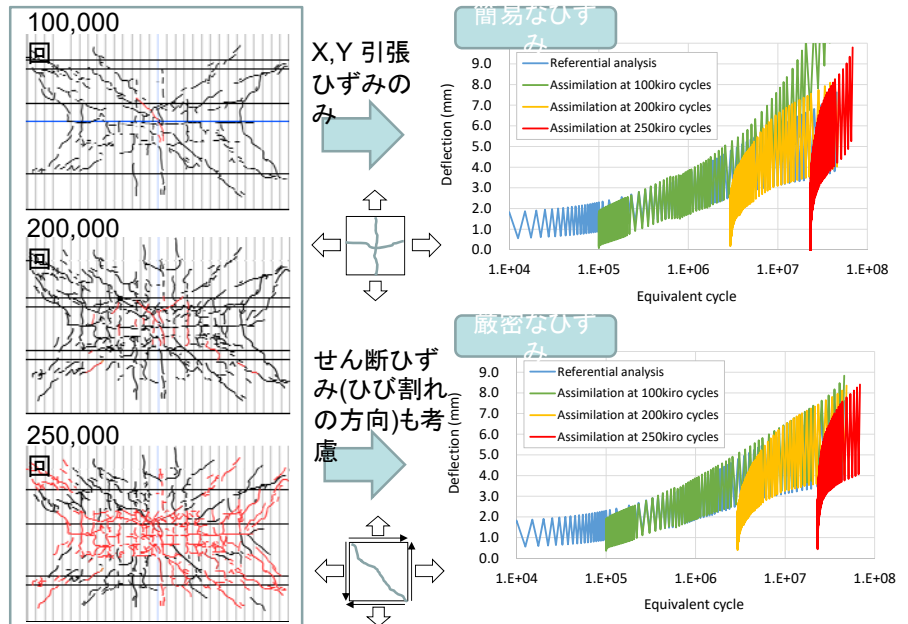 100,000
回
200,000
回
250,000
回
X,Y 引張
ひずみの
み
せん断ひず
み(ひび割れ
の方向)も考
慮
簡易なひず
み
Deflection (mm)
9.0
8.0
7.0
6.0
5.0
4.0
3.0
2.0
1.0
0.0
Referential analysis
Assimilation at 100kiro cycles
Assimilation at 200kiro cycles
Assimilation at 250kiro cycles
1.E+04 1.E+05 1.E+06 1.E+07 1.E+08
Equivalent cycle
厳密なひず
み
Deflection (mm)
9.0
8.0
7.0
6.0
5.0
4.0
3.0
2.0
1.0
0.0
Referential analysis
Assimilation at 100kiro cycles
Assimilation at 200kiro cycles
Assimilation at 250kiro cycles
1.E+04 1.E+05 1.E+06 1.E+07 1.E+08
Equivalent cycle